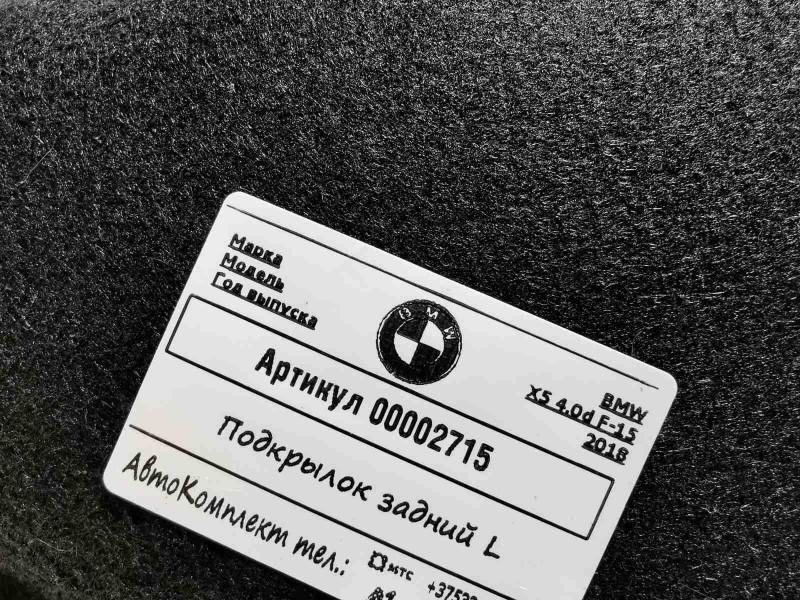 Марка
Модель
Год выпуска
BMW
BMW
X5 4.0d F-15
2018
Артикул 00002715
Подкрылок задний L
АвтоКомплект тел.:
мтс